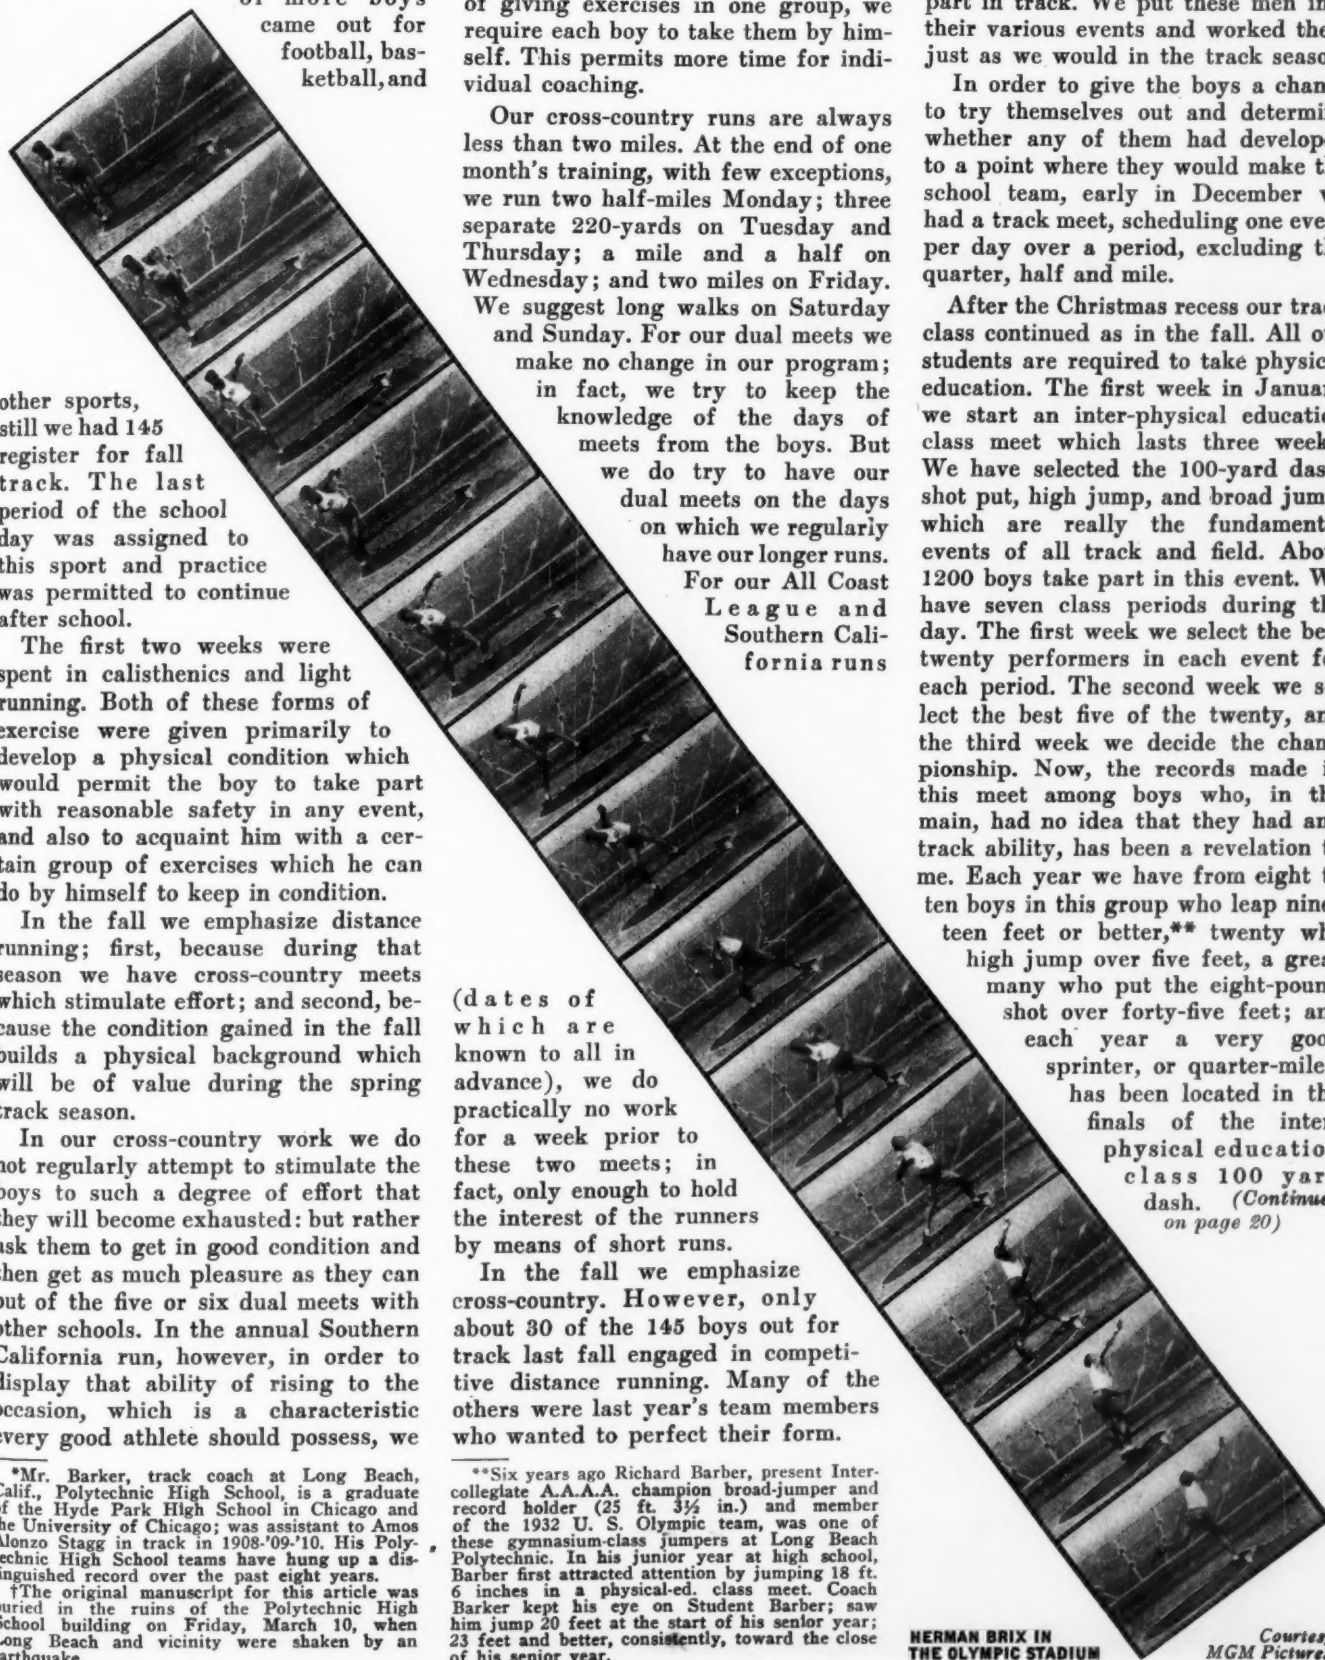 or more boys
came out for
football, bas-
ketball,and
other sports,
still we had 145
register for fall
track. The last
period of the school
day was assigned to
this sport and practice
was permitted to continue
after school.
The first two weeks were
spent in calisthenics and light
running. Both of these forms of
exercise were given primarily to
develop a physical condition which
would permit the boy to take part
with reasonable safety in any event,
and also to acquaint him with a cer-
tain group of exercises which he can
do by himself to keep in condition.
In the fall we emphasize distance
running; first, because during that
season we have cross-country meets
which stimulate effort; and second, be-
cause the condition gained in the fall
builds a physical background which
will be of value during the spring
track season.
In our cross-country work we do
not regularly attempt to stimulate the
boys to such a degree of effort that
they will become exhausted: but rather
ask them to get in good condition and
then get as much pleasure as they can
out of the five or six dual meets with
other schools. In the annual Southern
California run, however, in order to
display that ability of rising to the
occasion, which is a characteristic
every good athlete should possess, we
*Mr. Barker, track coach at Long Beach,
Calif., Polytechnic High School, is a graduate
of the Hyde Park High School in Chicago and
the University of Chicago; was assistant to Amos
Alonzo Stagg in track in 1908-'09-'10. His Poly-
technic High School teams have hung up a dis-
tinguished record over the past eight years.
†The original manuscript for this article was
buried in the ruins of the Polytechnic High
School building on Friday, March 10, when
Long Beach and vicinity were shaken by an
earthquake.
of giving exercises in one group, we
require each boy to take them by him-
self. This permits more time for indi-
vidual coaching.
Our cross-country runs are always
less than two miles. At the end of one
month's training, with few exceptions,
we run two half-miles Monday; three
separate 220-yards on Tuesday and
Thursday; a mile and a half on
Wednesday; and two miles on Friday.
We suggest long walks on Saturday
and Sunday. For our dual meets we
make no change in our program;
in fact, we try to keep the
knowledge of the days of
meets from the boys. But
we do try to have our
dual meets on the days
on which we regularly
have our longer runs.
For our All Coast
League and
Southern Cali-
fornia runs
(dates of
which are
known to all in
advance), we do
practically no work
for a week prior to
these two meets; in
fact, only enough to hold
the interest of the runners
by means of short runs.
In the fall we emphasize
cross-country. However, only
about 30 of the 145 boys out for
track last fall engaged in competi-
tive distance running. Many of the
others were last year's team members
who wanted to perfect their form.
**Six years ago Richard Barber, present Inter-
collegiate A.A.A.A. champion broad-jumper and
record holder (25 ft. 3½ in.) and member
of the 1932 U. S. Olympic team, was one of
these gymnasium-class jumpers at Long Beach
Polytechnic. In his junior year at high school,
Barber first attracted attention by jumping 18 ft.
6 inches in a physical-ed. class meet. Coach
Barker kept his eye on Student Barber; saw
him jump 20 feet at the start of his senior year;
23 feet and better, consistently, toward the close
of his senior year.
part in track. We put these men in
their various events and worked the
just as we would in the track seaso
In order to give the boys a chan
to try themselves out and determi
whether any of them had develop
to a point where they would make t
school team, early in December w
had a track meet, scheduling one eve
per day over a period, excluding t
quarter, half and mile.
After the Christmas recess our tra
class continued as in the fall. All o
students are required to take physic
education. The first week in Januar
we start an inter-physical educatio
class meet which lasts three week
We have selected the 100-yard das
shot put, high jump, and broad jum
which are really the fundament
events of all track and field. Abo
1200 boys take part in this event. W
have seven class periods during th
day. The first week we select the be
twenty performers in each event fo
each period. The second week we s
lect the best five of the twenty, an
the third week we decide the cham
pionship. Now, the records made i
this meet among boys who, in th
main, had no idea that they had an
track ability, has been a revelation t
me. Each year we have from eight t
ten boys in this group who leap nine
teen feet or better,** twenty wh
high jump over five feet, a grea
many who put the eight-poun
shot over forty-five feet; an
each year a very goo
sprinter, or quarter-mile
has been located in th
finals of the inter
physical educatio
class 100 yar
dash. (Continue
on page 20)
HERMAN BRIX IN
THE OLYMPIC STADIUM
Courtes
MGM Picture